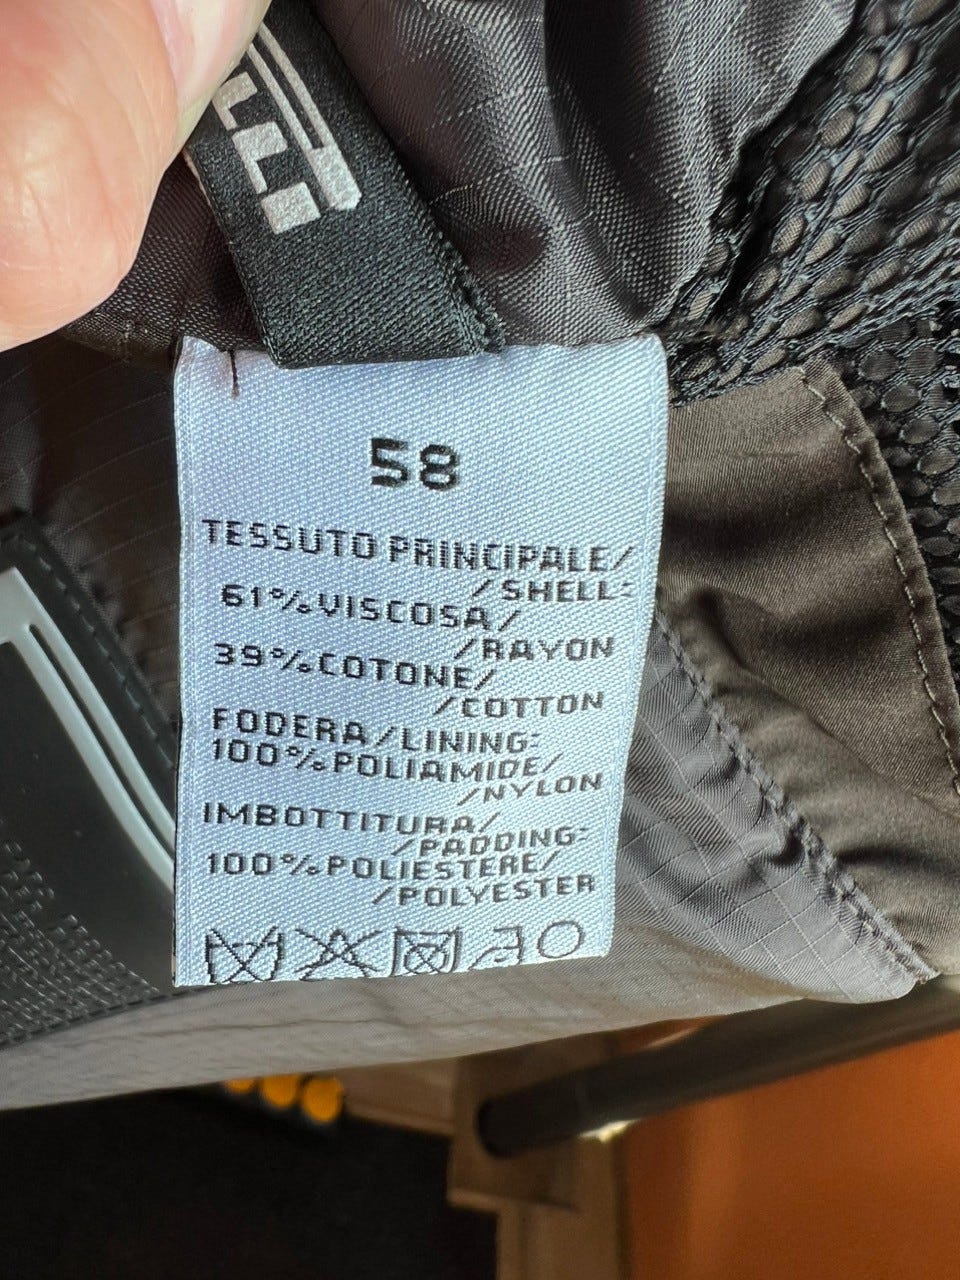 58
TESSUTO PRINCIPALE/
/SHELL:
61%VISCOSA/
/RAYON
39%COTONE/
/COTTON
FODERA/LINING:
100%POLIAMIDE/
/NYLON
IMBOTTITURA/
/PADDING:
100%POLIESTERE/
/POLYESTER